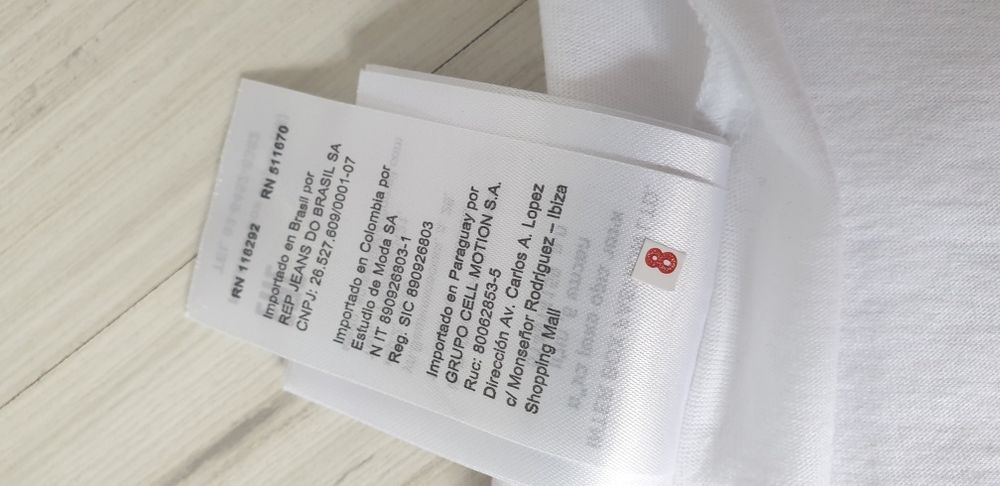 RN 116292 RN 511670
Importado en Brasil por
REP JEANS DO BRASIL SA
CNPJ: 26.527.609/0001-07
Importado en Colombia por
Estudio de Moda SA
N IT 890926803-1
Reg. SIC 890926803
Importado en Paraguay por
GRUPO CELL MOTION S.A.
Ruc: 80062853-5
Dirección Av. Carlos A. Lopez
c/ Monseñor Rodríguez – Ibiza
Shopping Mall
8